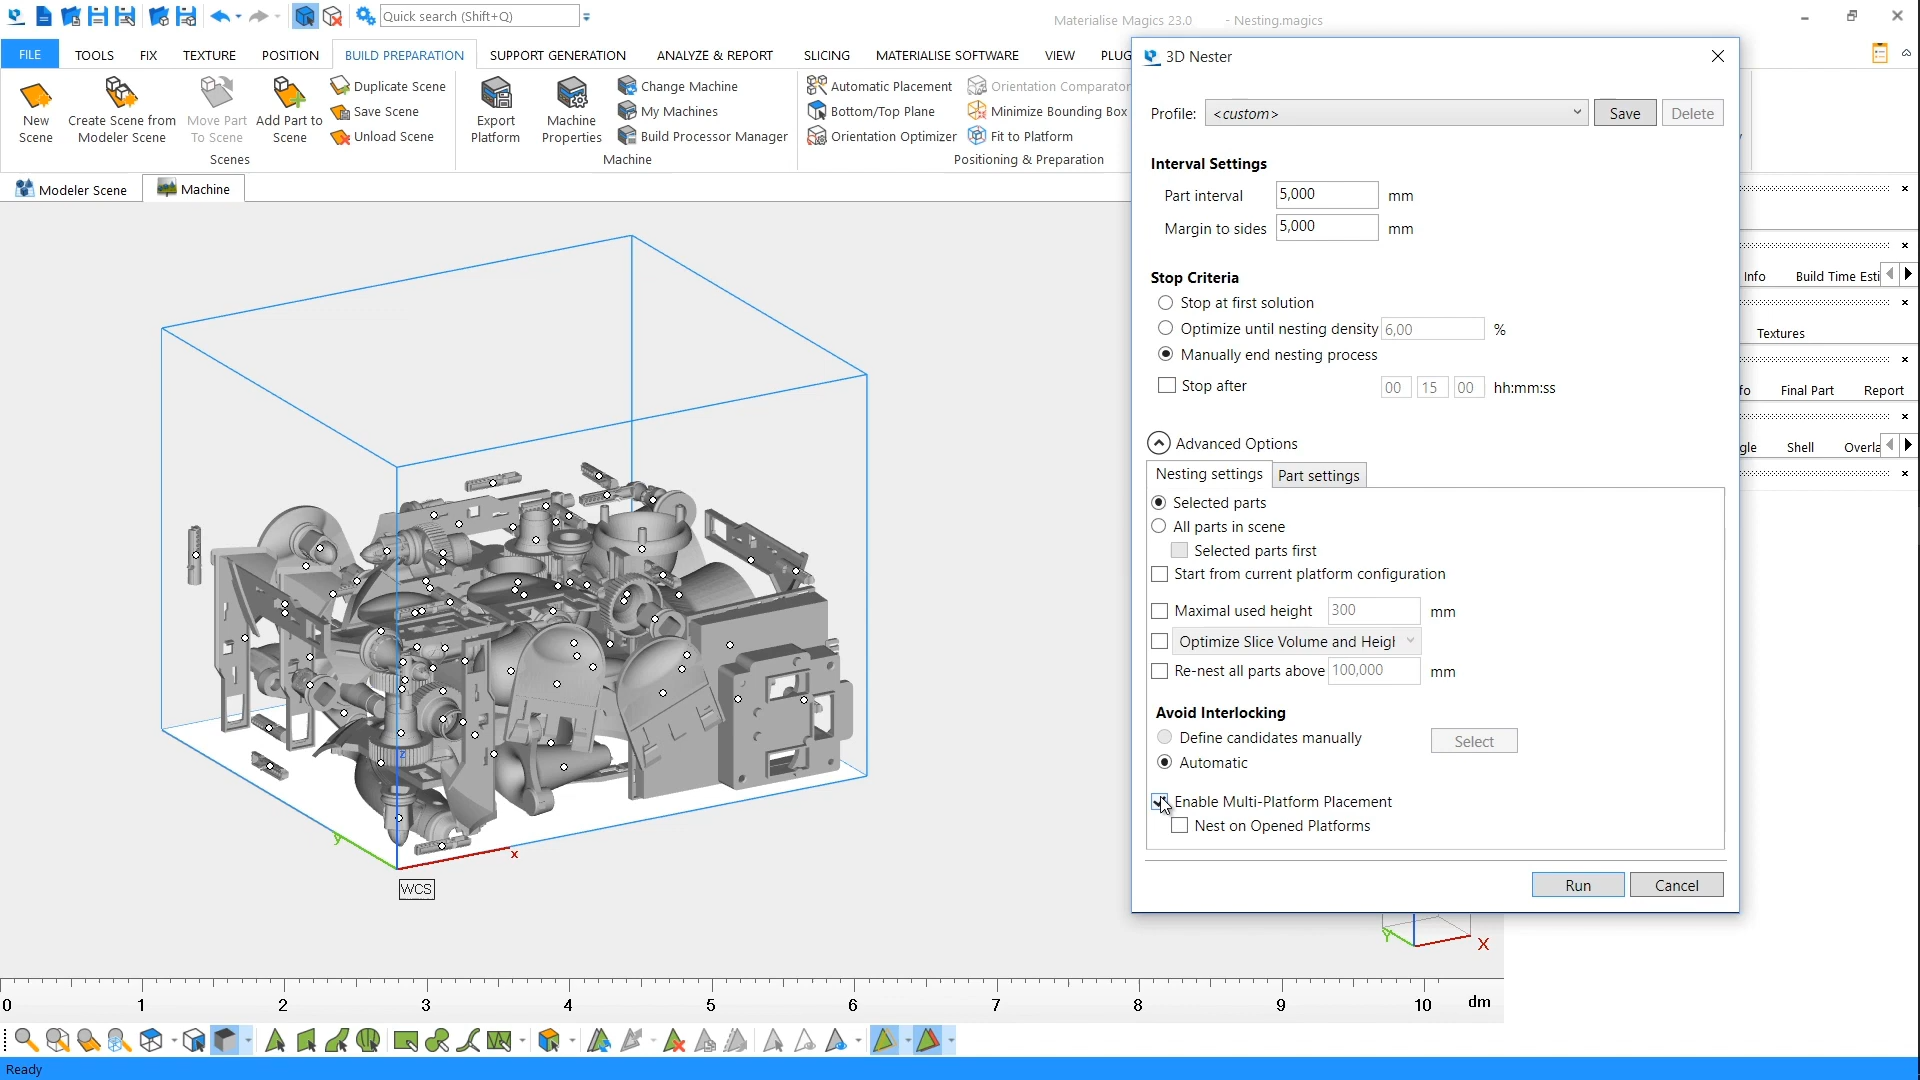 Quick search (Shift+Q)
Materialise Magics 23.0 - Nesting.magics
FILE TOOLS FIX TEXTURE POSITION BUILD PREPARATION SUPPORT GENERATION ANALYZE & REPORT SLICING MATERIALISE SOFTWARE VIEW PLUG
New Scene
Create Scene from Modeler Scene
Move Part To Scene
Add Part to Scene
Duplicate Scene
Save Scene
Unload Scene
Scenes
Export Platform
Machine Properties
Change Machine
My Machines
Build Processor Manager
Machine
Automatic Placement
Bottom/Top Plane
Orientation Optimizer
Orientation Comparator
Minimize Bounding Box
Fit to Platform
Positioning & Preparation
Modeler Scene
Machine
3D Nester
Profile: <custom> Save Delete
Interval Settings
Part interval 5,000 mm
Margin to sides 5,000 mm
Stop Criteria
Stop at first solution
Optimize until nesting density 6,00 %
Manually end nesting process
Stop after 00 15 00 hh:mm:ss
Advanced Options
Nesting settings Part settings
Selected parts
All parts in scene
Selected parts first
Start from current platform configuration
Maximal used height 300 mm
Optimize Slice Volume and Heigh
Re-nest all parts above 100,000 mm
Avoid Interlocking
Define candidates manually Select
Automatic
Enable Multi-Platform Placement
Nest on Opened Platforms
Run Cancel
Info Build Time Esti
Textures
fo Final Part Report
gle Shell Overla
z
y
x
WCS
Y
X
0 1 2 3 4 5 6 7 8 9 10 dm
Ready